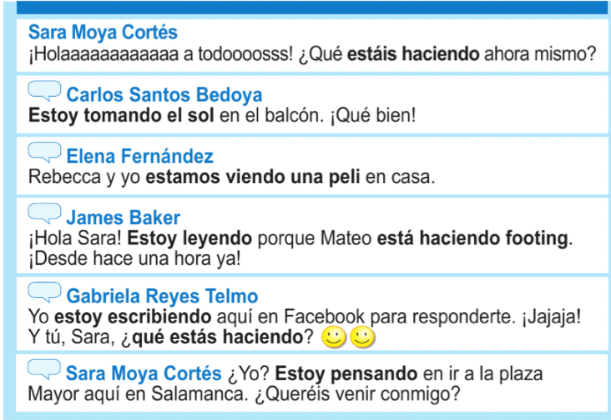 Sara Moya Cortés
¡Holaaaaaaaaaaaaa a todoooosss! ¿Qué estáis haciendo ahora mismo?
Carlos Santos Bedoya
Estoy tomando el sol en el balcón. ¡Qué bien!
Elena Fernández
Rebecca y yo estamos viendo una peli en casa.
James Baker
¡Hola Sara! Estoy leyendo porque Mateo está haciendo footing.
¡Desde hace una hora ya!
Gabriela Reyes Telmo
Yo estoy escribiendo aquí en Facebook para responderte. ¡Jajaja!
Y tú, Sara, ¿qué estás haciendo?
Sara Moya Cortés ¿Yo? Estoy pensando en ir a la plaza
Mayor aquí en Salamanca. ¿Queréis venir conmigo?